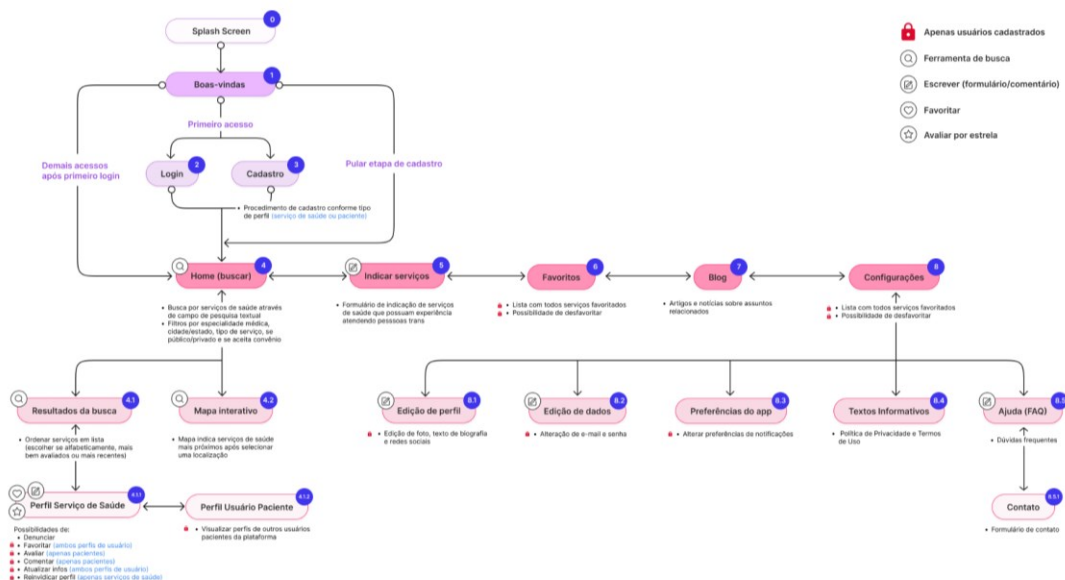 0
Splash Screen
Apenas usuários cadastrados
Ferramenta de busca
Escrever (formulário/comentário)
Favoritar
Avaliar por estrela
1
Boas-vindas
Primeiro acesso
Demais acessos
após primeiro login
Pular etapa de cadastro
2
Login
3
Cadastro
• Procedimento de cadastro conforme tipo
de perfil (serviço de saúde ou paciente)
4
Home (buscar)
• Busca por serviços de saúde através
de campo de pesquisa textual
• Filtros por especialidade médica,
cidade/estado, tipo de serviço, se
público/privado e se aceita convênio
5
Indicar serviços
• Formulário de indicação de serviços
de saúde que possuam experiência
atendendo pesssoas trans
6
Favoritos
• Lista com todos serviços favoritados
• Possibilidade de desfavoritar
7
Blog
• Artigos e notícias sobre assuntos
relacionados
8
Configurações
• Lista com todos serviços favoritados
• Possibilidade de desfavoritar
4.1
Resultados da busca
• Ordenar serviços em lista
(escolher se alfabeticamente, mais
bem avaliados ou mais recentes)
4.2
Mapa interativo
• Mapa indica serviços de saúde
mais próximos após selecionar
uma localização
8.1
Edição de perfil
• Edição de foto, texto de biografia
e redes sociais
8.2
Edição de dados
• Alteração de e-mail e senha
8.3
Preferências do app
• Alterar preferências de notificações
8.4
Textos Informativos
• Política de Privacidade e Termos
de Uso
8.5
Ajuda (FAQ)
• Dúvidas frequentes
4.1.1
Perfil Serviço de Saúde
Possibilidades de:
• Denunciar
• Favoritar (ambos perfis de usuário)
• Avaliar (apenas pacientes)
• Comentar (apenas pacientes)
• Atualizar infos (ambos perfis de usuário)
• Reinvidicar perfil (apenas serviços de saúde)
4.1.2
Perfil Usuário Paciente
• Visualizar perfis de outros usuários
pacientes da plataforma
8.5.1
Contato
• Formulário de contato